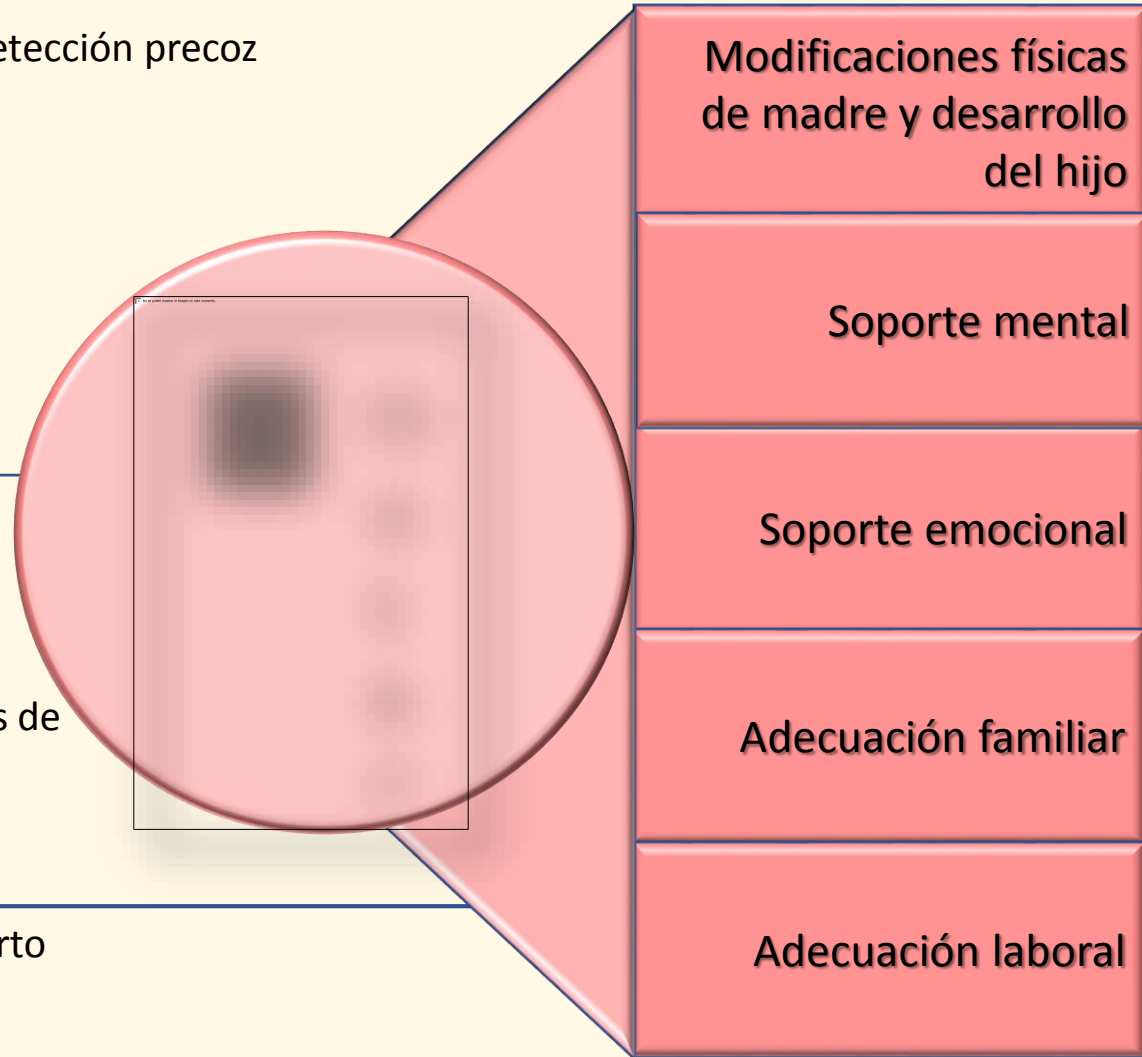 etección precoz
s de
rto
Modificaciones físicas
de madre y desarrollo
del hijo
Soporte mental
Soporte emocional
Adecuación familiar
Adecuación laboral